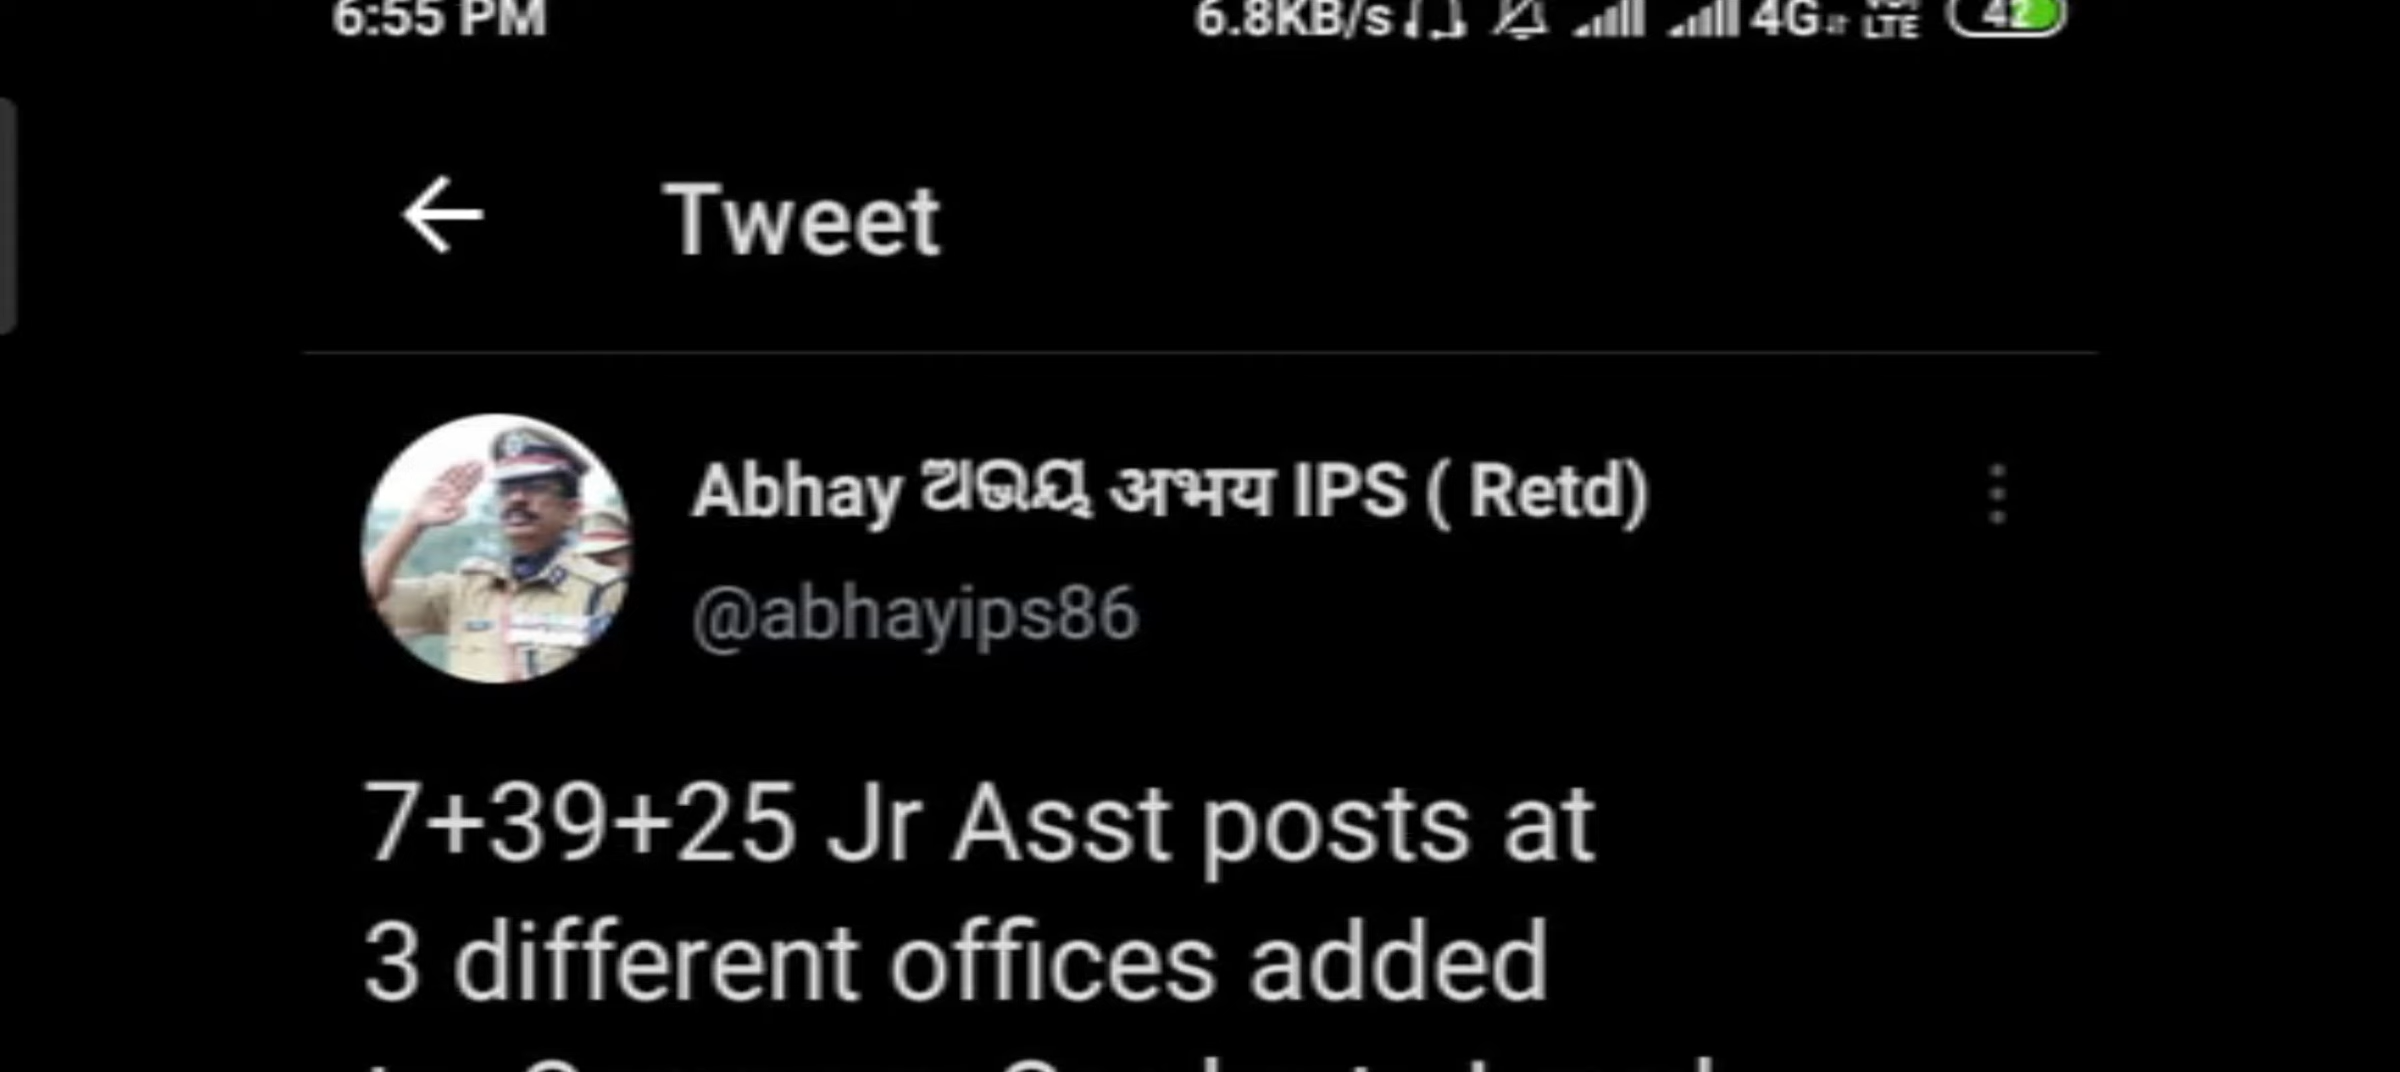 6:55 PM
6.8KB/s 4G LTE 42
Tweet
Abhay ଅଭୟ अभय IPS ( Retd)
@abhayips86
7+39+25 Jr Asst posts at
3 different offices added